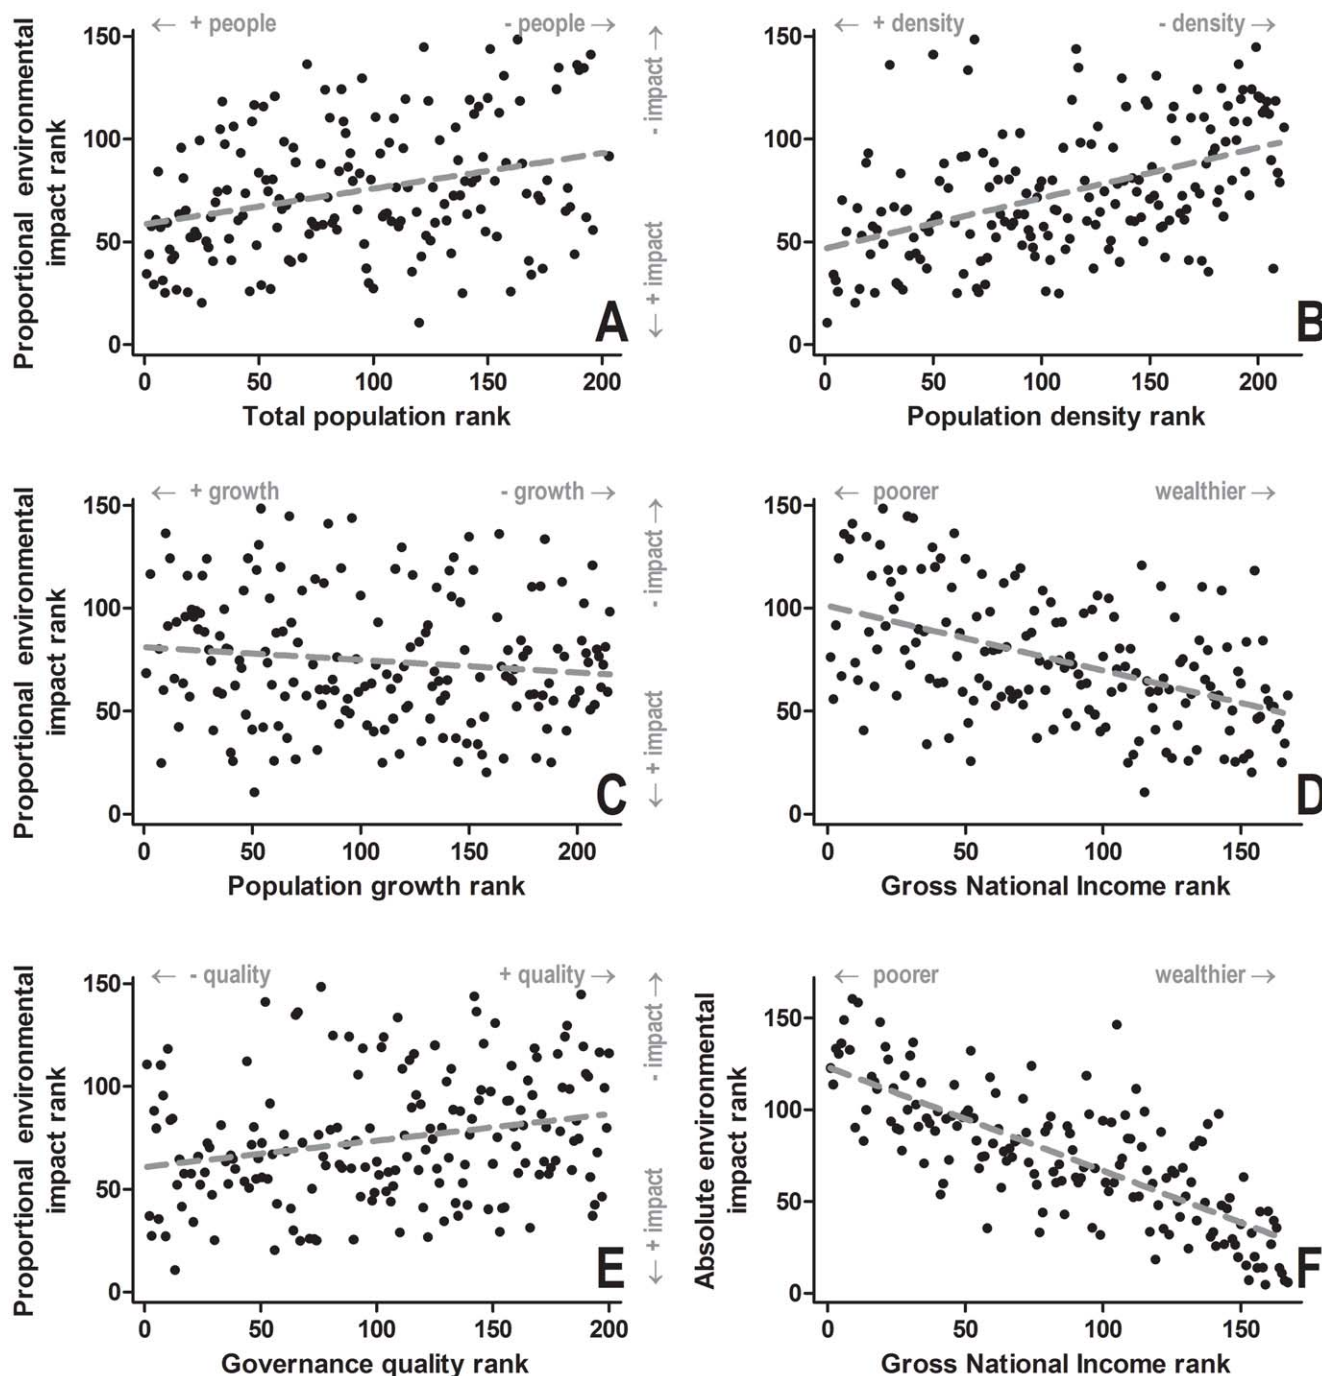 ← + people - people →
Proportional environmental
impact rank
150
100
50
0
- impact →
← + impact
A
0 50 100 150 200
Total population rank
← + density - density →
150
100
50
0
B
0 50 100 150 200
Population density rank
← + growth - growth →
Proportional environmental
impact rank
150
100
50
0
- impact →
← + impact
C
0 50 100 150 200
Population growth rank
← poorer wealthier →
150
100
50
0
D
0 50 100 150
Gross National Income rank
← - quality + quality →
Proportional environmental
impact rank
150
100
50
0
- impact →
← + impact
E
0 50 100 150 200
Governance quality rank
← poorer wealthier →
Absolute environmental
impact rank
150
100
50
0
F
0 50 100 150
Gross National Income rank